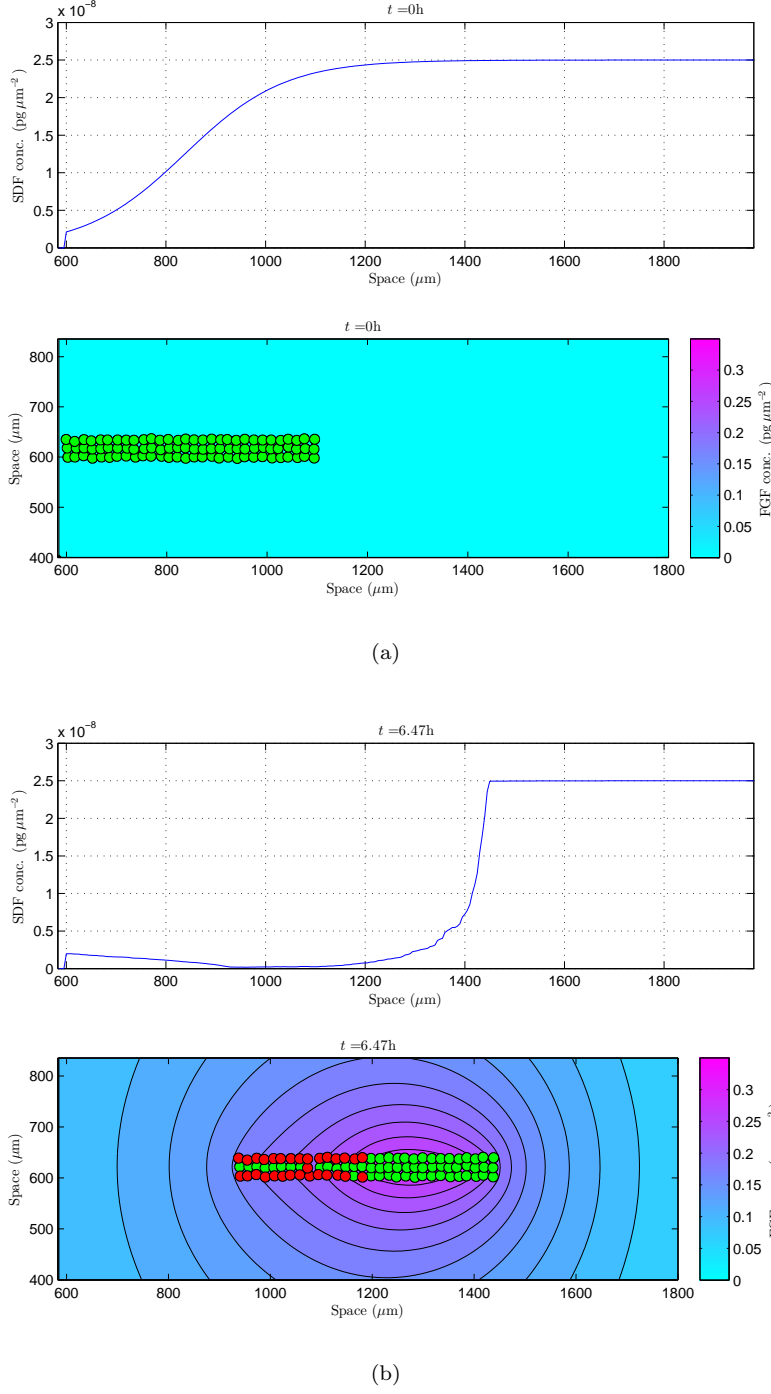 x 10⁻⁸
t =0h
3
2.5
2
1.5
1
0.5
0
SDF conc. (pg µm⁻²)
600 800 1000 1200 1400 1600 1800
Space (µm)
t =0h
800
700
600
500
400
Space (µm)
600 800 1000 1200 1400 1600 1800
Space (µm)
0.3
0.25
0.2
0.15
0.1
0.05
0
FGF conc. (pg µm⁻²)
(a)
x 10⁻⁸
t =6.47h
3
2.5
2
1.5
1
0.5
0
SDF conc. (pg µm⁻²)
600 800 1000 1200 1400 1600 1800
Space (µm)
t =6.47h
800
700
600
500
400
Space (µm)
600 800 1000 1200 1400 1600 1800
Space (µm)
0.3
0.25
0.2
0.15
0.1
0.05
0
(b)